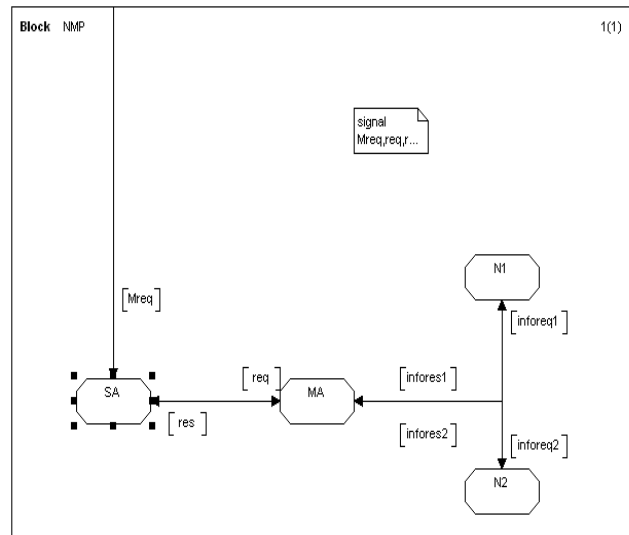 Block NMP 1(1)
signal
Mreq,req,r...
N1
[Mreq]
[inforeq1]
SA
[req]
MA
[infores1]
[res]
[infores2]
[inforeq2]
N2